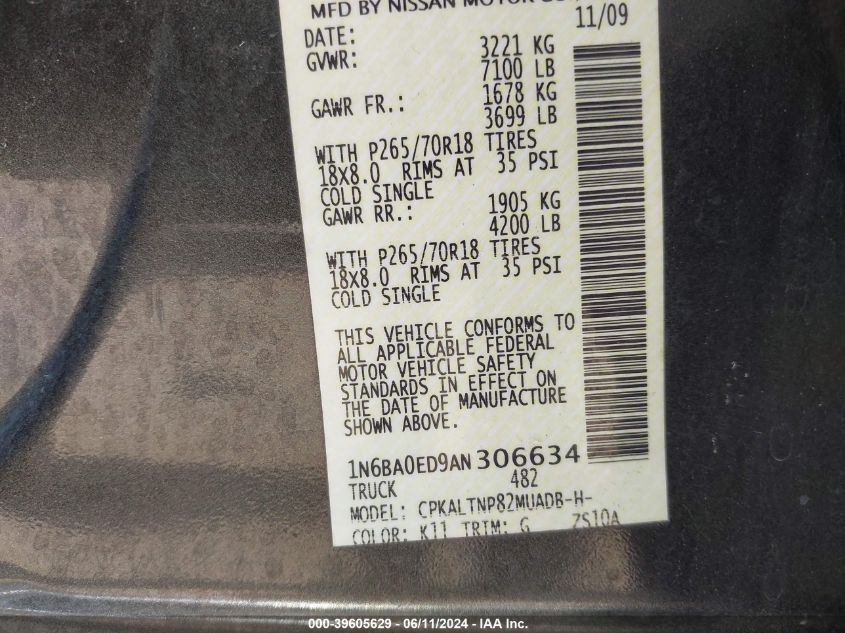 MFD BY NISSAN MOTOR
DATE: 11/09
GVWR: 3221 KG
7100 LB
GAWR FR.: 1678 KG
3699 LB
WITH P265/70R18 TIRES
18X8.0 RIMS AT 35 PSI
COLD SINGLE
GAWR RR.: 1905 KG
4200 LB
WITH P265/70R18 TIRES
18X8.0 RIMS AT 35 PSI
COLD SINGLE
THIS VEHICLE CONFORMS TO
ALL APPLICABLE FEDERAL
MOTOR VEHICLE SAFETY
STANDARDS IN EFFECT ON
THE DATE OF MANUFACTURE
SHOWN ABOVE.
1N6BA0ED9AN306634
TRUCK 482
MODEL: CPKALTNP82MUADB-H-
COLOR: K11 TRIM: G ZS10A
000-39605629 - 06/11/2024 - IAA Inc.